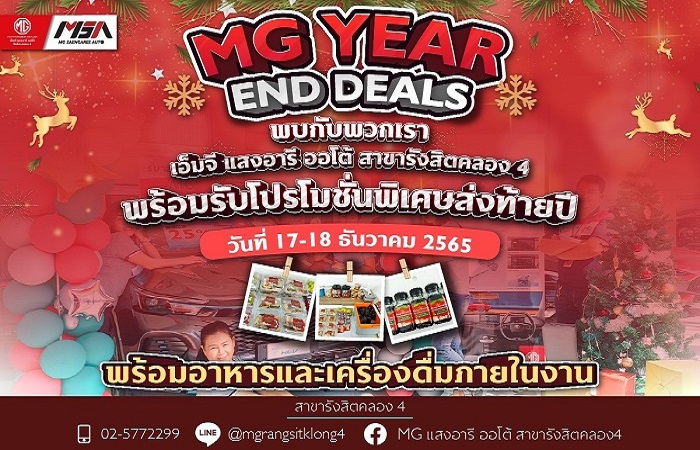 MG
MGA
MG SAENGAREE AUTO
MG YEAR
END DEALS
พบกับพวกเรา
เอ็มจี แสงอารี ออโต้ สาขารังสิตคลอง 4
พร้อมรับโปรโมชั่นพิเศษส่งท้ายปี
วันที่ 17-18 ธันวาคม 2565
พร้อมอาหารและเครื่องดื่มภายในงาน
สาขารังสิตคลอง 4
02-5772299
LINE
@mgrangsitklong4
MG แสงอารี ออโต้ สาขารังสิตคลอง4